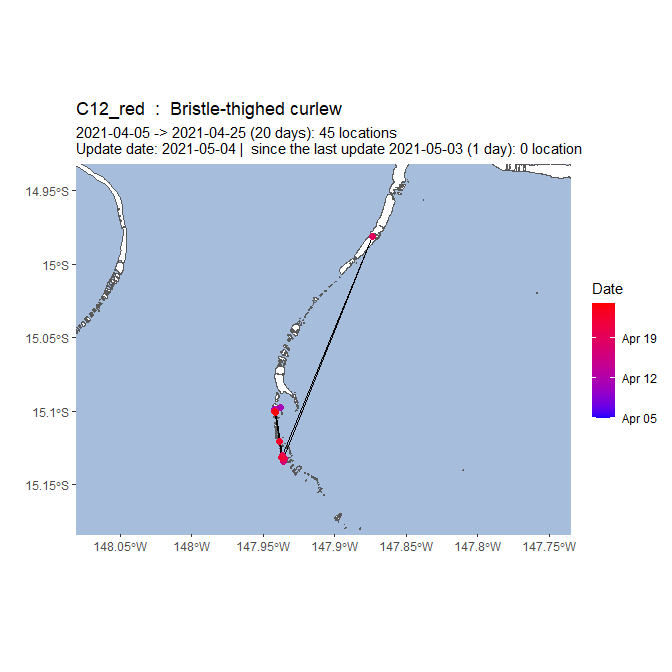 C12_red  :  Bristle-thighed curlew
2021-04-05 -> 2021-04-25 (20 days): 45 locations
Update date: 2021-05-04 |  since the last update 2021-05-03 (1 day): 0 location
14.95°S
15°S
15.05°S
15.1°S
15.15°S
148.05°W 148°W 147.95°W 147.9°W 147.85°W 147.8°W 147.75°W
Date
Apr 19
Apr 12
Apr 05